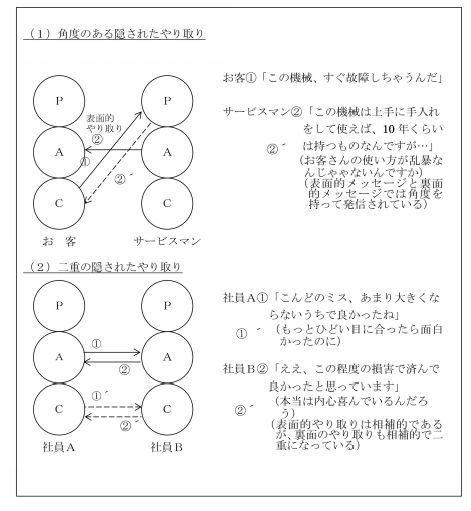 （1）角度のある隠されたやり取り
P
P
表面的
やり取り
②
A
A
①
②´
C
C
お 客
サービスマン
お客①「この機械、すぐ故障しちゃうんだ」
サービスマン②「この機械は上手に手入れ
をして使えば、10 年くらい
②´ は持つものなんですが…」
（お客さんの使い方が乱暴な
んじゃないんですか）
（表面的メッセージと裏面
的メッセージでは角度を
持って発信されている）
（2）二重の隠されたやり取り
P
P
①
A
A
②
①´
C
C
②´
社員A
社員B
社員A①「こんどのミス、あまり大きくな
らないうちで良かったね」
①´ （もっとひどい目に合ったら面白
かったのに）
社員B②「ええ、この程度の損害で済んで
良かったと思っています」
②´ （本当は内心喜んでいるんだろ
う）
（表面的やり取りは相補的である
が、裏面のやり取りも相補的で二
重になっている）